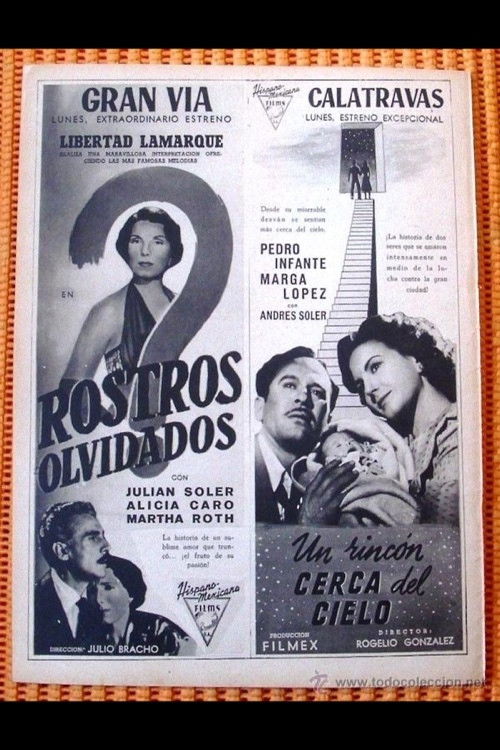 GRAN VIA
LUNES, EXTRAORDINARIO ESTRENO
LIBERTAD LAMARQUE
REALIZA UNA MARAVILLOSA INTERPRETACION OFRE-
CIENDO LAS MAS FAMOSAS MELODIAS
EN
ROSTROS
OLVIDADOS
CON
JULIAN SOLER
ALICIA CARO
MARTHA ROTH
La historia de un su-
blime amor que trun-
có... ¡el fruto de su
pasión!
Hispano-
Mexicana
FILMS
DIRECCION: JULIO BRACHO
Hispano-
Mexicana
FILMS
CALATRAVAS
LUNES, ESTRENO EXCEPCIONAL
Desde su miserable
desván se sentían
más cerca del cielo.
¡La historia de dos
seres que se amaron
intensamente en
medio de la lu-
cha contra la gran
ciudad!
PEDRO
INFANTE
MARGA
LOPEZ
con
ANDRES SOLER
Un rincón
CERCA del
CIELO
PRODUCCION
FILMEX
DIRECTOR:
ROGELIO GONZALEZ
www.todocoleccion.net